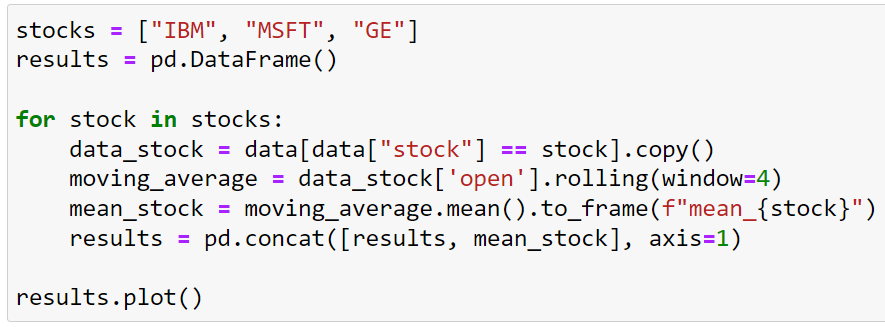 stocks = ["IBM", "MSFT", "GE"]
results = pd.DataFrame()

for stock in stocks:
    data_stock = data[data["stock"] == stock].copy()
    moving_average = data_stock['open'].rolling(window=4)
    mean_stock = moving_average.mean().to_frame(f"mean_{stock}")
    results = pd.concat([results, mean_stock], axis=1)

results.plot()